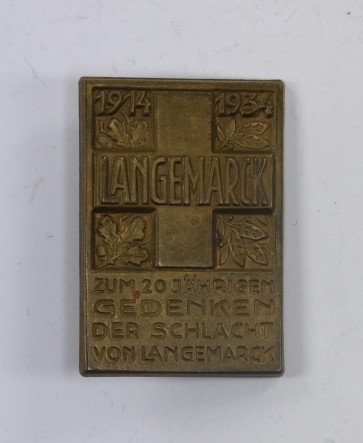 1914 1934
LANGEMARCK
ZUM 20 JÄHRIGEN
GEDENKEN
DER SCHLACHT
VON LANGEMARCK